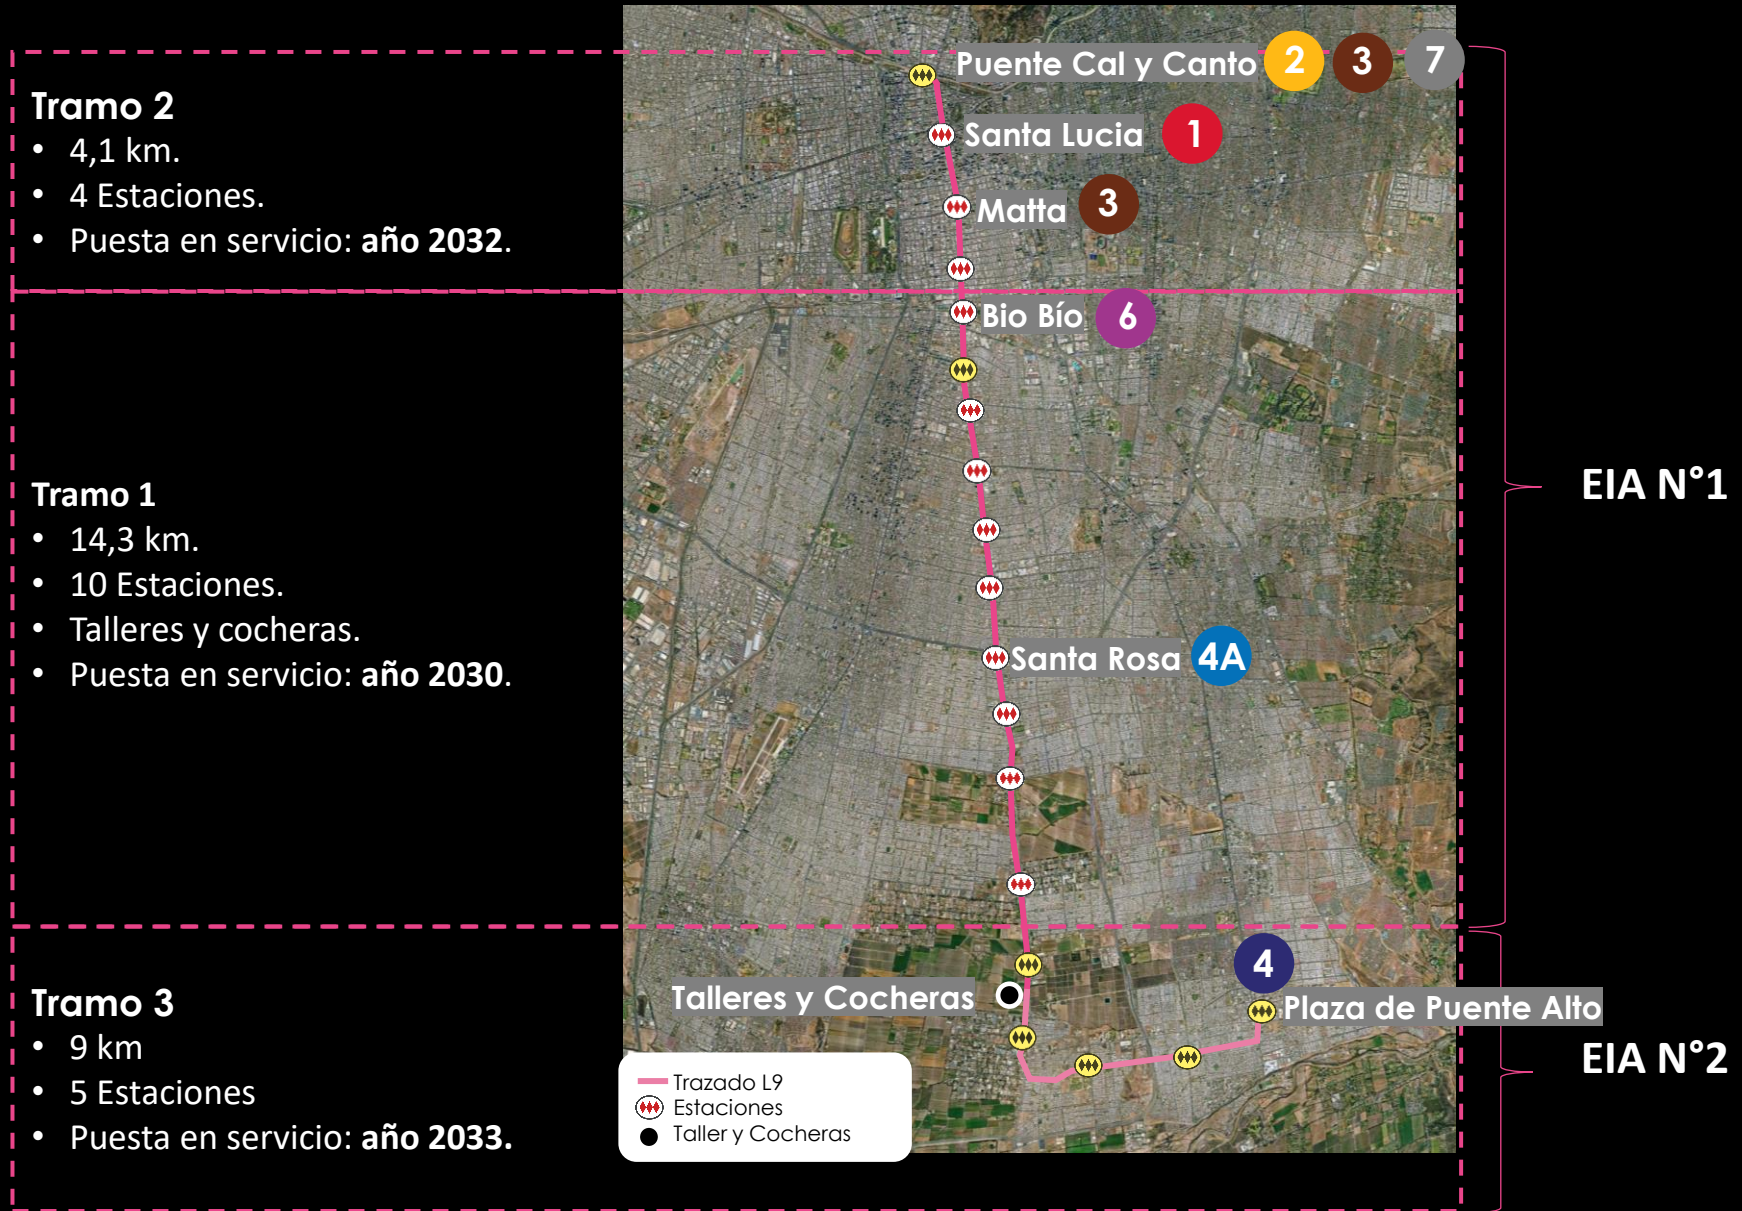 Tramo 2
• 4,1 km.
• 4 Estaciones.
• Puesta en servicio: año 2032.
Tramo 1
• 14,3 km.
• 10 Estaciones.
• Talleres y cocheras.
• Puesta en servicio: año 2030.
Tramo 3
• 9 km
• 5 Estaciones
• Puesta en servicio: año 2033.
Puente Cal y Canto 2 3 7
Santa Lucia 1
Matta 3
Bio Bío 6
Santa Rosa 4A
4
Talleres y Cocheras
Plaza de Puente Alto
Trazado L9
Estaciones
Taller y Cocheras
EIA N°1
EIA N°2